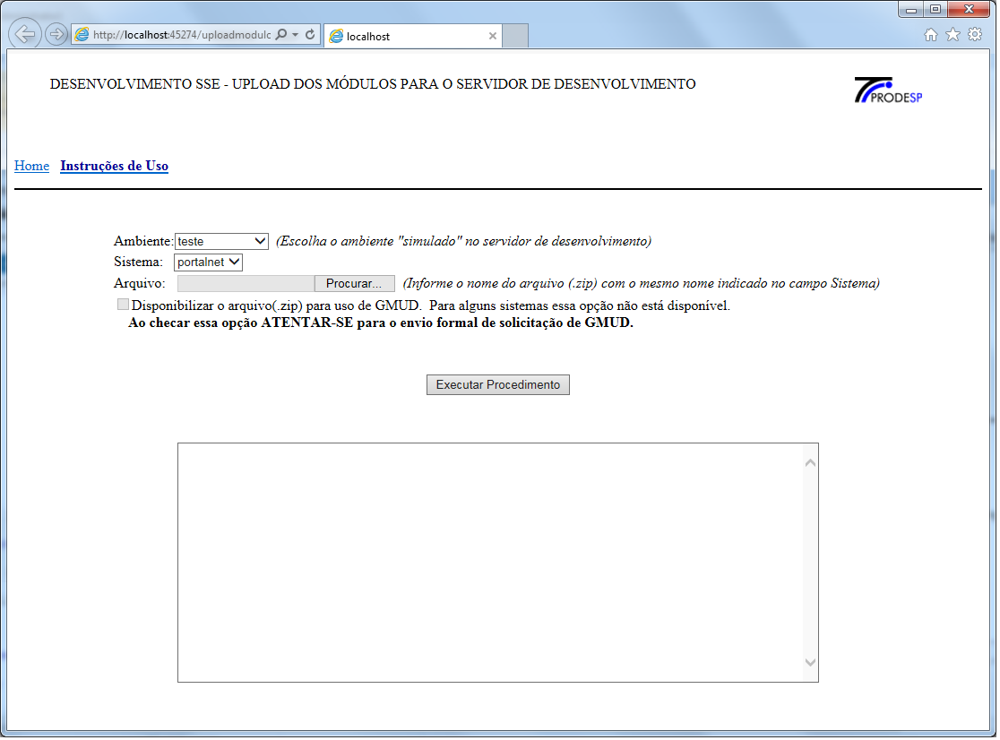 http://localhost:45274/uploadmodulc
localhost
DESENVOLVIMENTO SSE - UPLOAD DOS MÓDULOS PARA O SERVIDOR DE DESENVOLVIMENTO
PRODESP
Home Instruções de Uso
Ambiente: teste (Escolha o ambiente "simulado" no servidor de desenvolvimento)
Sistema: portalnet
Arquivo: Procurar... (Informe o nome do arquivo (.zip) com o mesmo nome indicado no campo Sistema)
Disponibilizar o arquivo(.zip) para uso de GMUD. Para alguns sistemas essa opção não está disponível.
Ao checar essa opção ATENTAR-SE para o envio formal de solicitação de GMUD.
Executar Procedimento